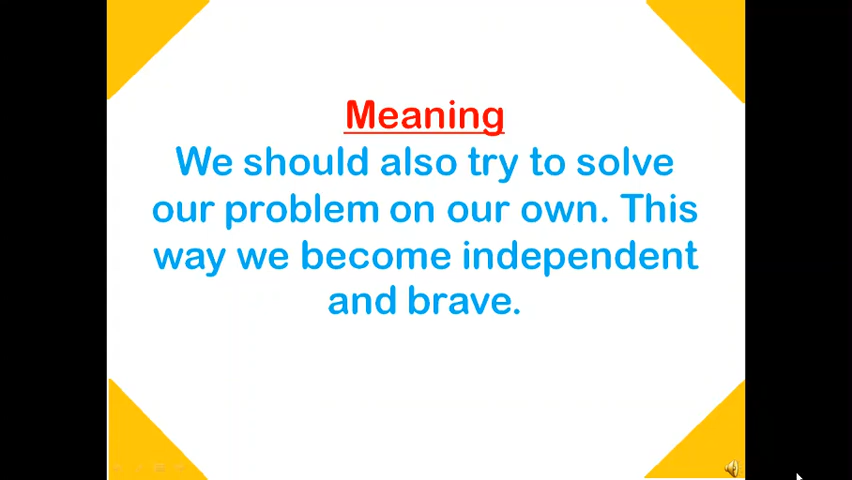 Meaning
We should also try to solve
our problem on our own. This
way we become independent
and brave.